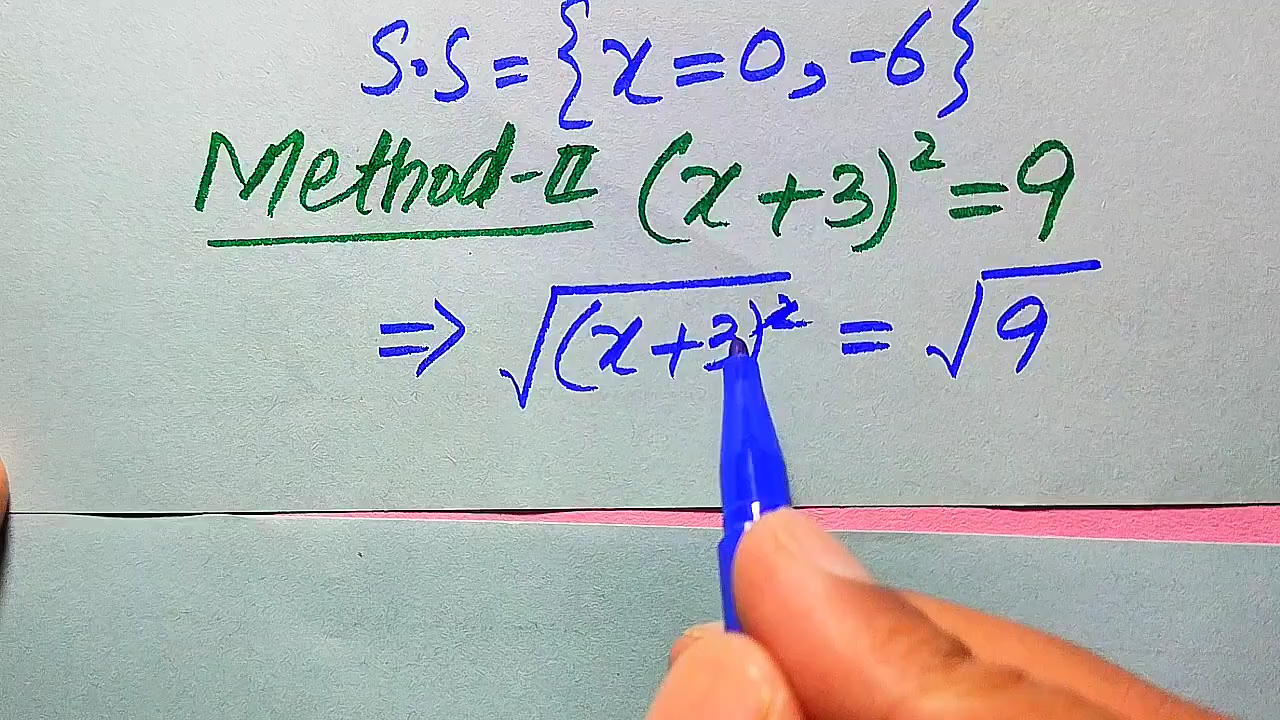 S.S = {x = 0, -6}
Method-II (x + 3)² = 9
=> √(x+3)² = √9